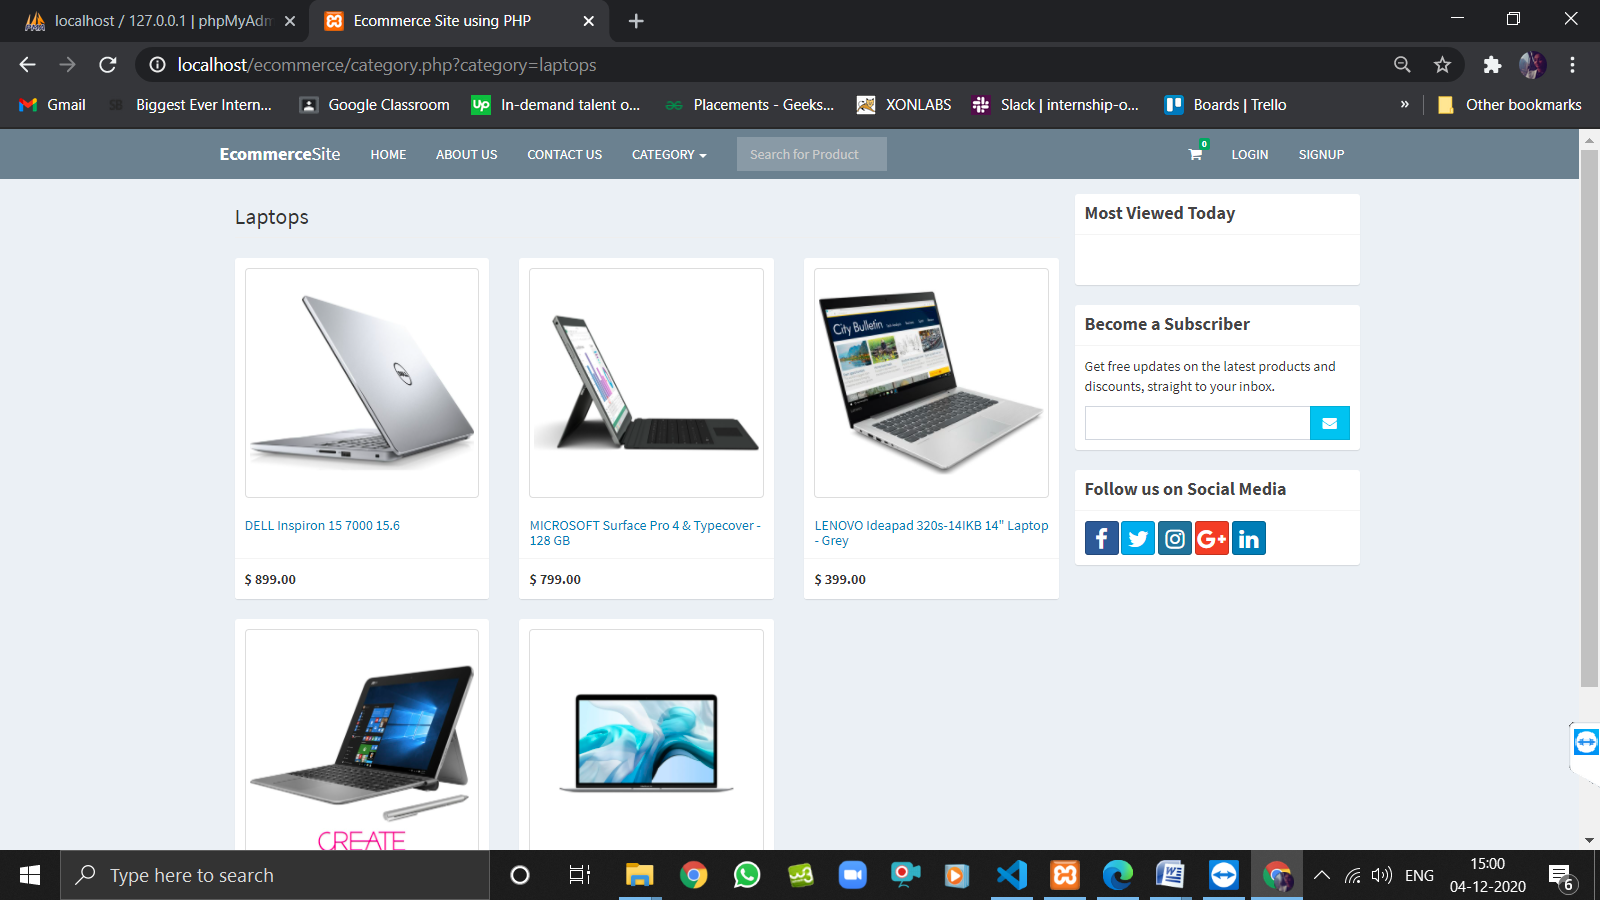 localhost / 127.0.0.1 | phpMyAdm
Ecommerce Site using PHP
localhost/ecommerce/category.php?category=laptops
Gmail
SB Biggest Ever Intern...
Google Classroom
Up In-demand talent o...
Placements - Geeks...
XONLABS
Slack | internship-o...
Boards | Trello
»
Other bookmarks
EcommerceSite
HOME
ABOUT US
CONTACT US
CATEGORY
Search for Product
0
LOGIN
SIGNUP
Laptops
DELL
City Bulletin
DELL Inspiron 15 7000 15.6
$ 899.00
MICROSOFT Surface Pro 4 & Typecover -
128 GB
$ 799.00
LENOVO Ideapad 320s-14IKB 14" Laptop
- Grey
$ 399.00
CREATE
Most Viewed Today
Become a Subscriber
Get free updates on the latest products and
discounts, straight to your inbox.
Follow us on Social Media
Type here to search
ENG
15:00
04-12-2020
6